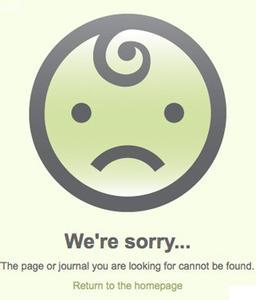 We're sorry...
The page or journal you are looking for cannot be found.
Return to the homepage